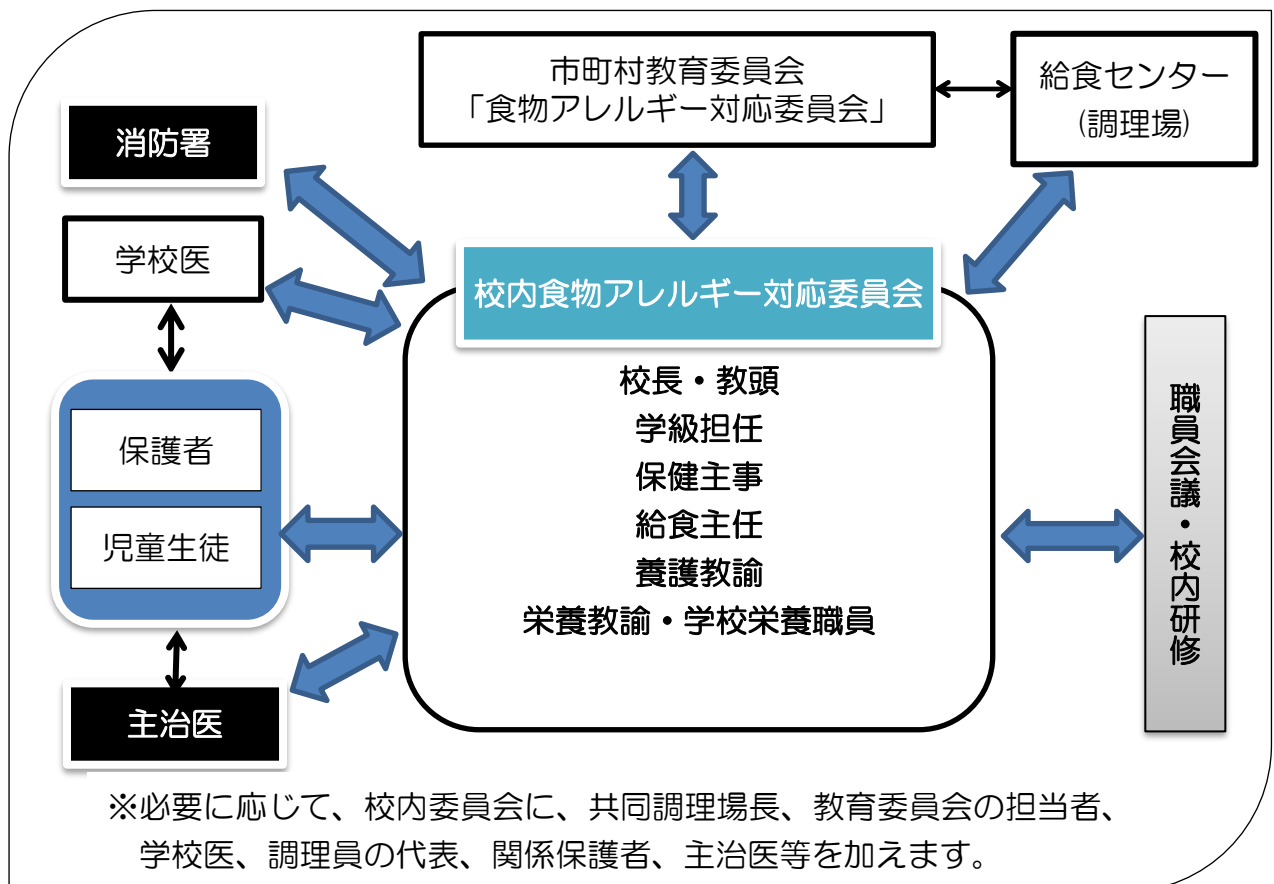 市町村教育委員会
「食物アレルギー対応委員会」
給食センター
(調理場)
消防署
学校医
保護者
児童生徒
主治医
校内食物アレルギー対応委員会
校長・教頭
学級担任
保健主事
給食主任
養護教諭
栄養教諭・学校栄養職員
職員会議・校内研修
※必要に応じて、校内委員会に、共同調理場長、教育委員会の担当者、
学校医、調理員の代表、関係保護者、主治医等を加えます。